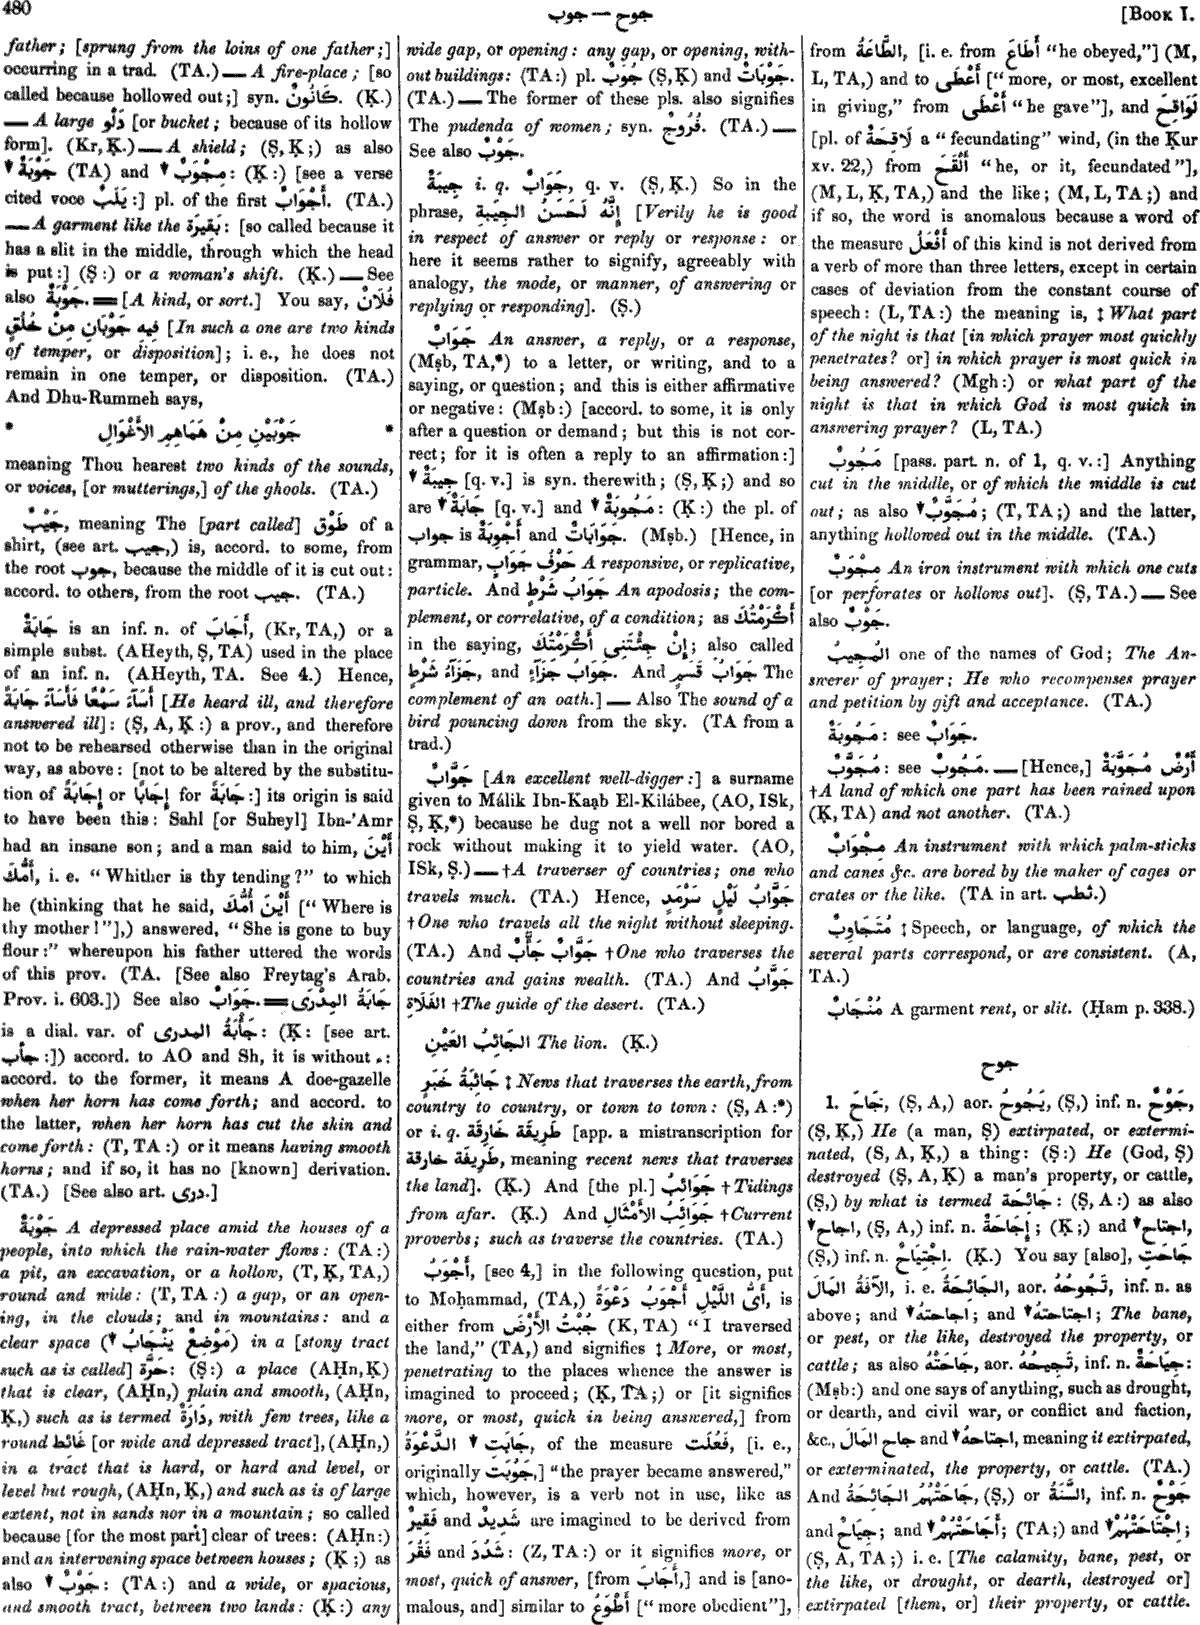 480
جوب — جوح
[Book I.
father; [sprung from the loins of one father;]
occurring in a trad. (TA.) — A fire-place; [so
called because hollowed out;] syn. كَانُونٌ. (Ḳ.)
— A large دَلْو [or bucket; because of its hollow
form]. (Kr, Ḳ.) — A shield; (Ṣ, Ḳ;) as also
▼ جَوْبَةٌ (TA) and ▼ مِجْوَبٌ: (Ḳ:) [see a verse
cited voce يَلَبٌ:] pl. of the first أَجْوَابٌ. (TA.)
— A garment like the بَقِيرَة: [so called because it
has a slit in the middle, through which the head
is put:] (Ṣ:) or a woman's shift. (Ḳ.) — See
also جَوْبَةٌ. = [A kind, or sort.] You say, فُلَانٌ
فِيهِ جَوْبَانِ مِنْ خُلُقٍ [In such a one are two kinds
of temper, or disposition]; i. e., he does not
remain in one temper, or disposition. (TA.)
And Dhu-Rummeh says,
* جَوْبَيْنِ مِنْ هَمَاهِمِ الأَغْوَالِ *
meaning Thou hearest two kinds of the sounds,
or voices, [or mutterings,] of the ghools. (TA.)
جَيْبٌ, meaning The [part called] طَوْق of a
shirt, (see art. جيب,) is, accord. to some, from
the root جوب, because the middle of it is cut out:
accord. to others, from the root جيب. (TA.)
جَابَةٌ is an inf. n. of أَجَابَ, (Kr, TA,) or a
simple subst. (AHeyth, Ṣ, TA) used in the place
of an inf. n. (AHeyth, TA. See 4.) Hence,
أَسَآءَ سَمْعًا فَأَسَآءَ جَابَةً [He heard ill, and therefore
answered ill]: (Ṣ, A, Ḳ:) a prov., and therefore
not to be rehearsed otherwise than in the original
way, as above: [not to be altered by the substitu-
tion of إِجَابَةً or إِجَابًا for جَابَةً:] its origin is said
to have been this: Sahl [or Suheyl] Ibn-'Amr
had an insane son; and a man said to him, أَيْنَ
أَمُّكَ, i. e. "Whither is thy tending?" to which
he (thinking that he said, أَيْنَ أُمُّكَ ["Where is
thy mother!"],) answered, "She is gone to buy
flour:" whereupon his father uttered the words
of this prov. (TA. [See also Freytag's Arab.
Prov. i. 603.]) See also جَوَابٌ. = جَابَةُ المِدْرَى
is a dial. var. of جَأْبَةُ المدرى: (Ḳ: [see art.
جأب:]) accord. to AO and Sh, it is without ء:
accord. to the former, it means A doe-gazelle
when her horn has come forth; and accord. to
the latter, when her horn has cut the skin and
come forth: (T, TA:) or it means having smooth
horns; and if so, it has no [known] derivation.
(TA.) [See also art. درى.]
جَوْبَةٌ A depressed place amid the houses of a
people, into which the rain-water flows: (TA:)
a pit, an excavation, or a hollow, (T, Ḳ, TA,)
round and wide: (T, TA:) a gap, or an open-
ing, in the clouds; and in mountains: and a
clear space (▼ مَوْضِعٌ يَنْجَابُ) in a [stony tract
such as is called] حَرَّة: (Ṣ:) a place (AḤn, Ḳ)
that is clear, (AḤn,) plain and smooth, (AḤn,
Ḳ,) such as is termed دَارَة, with few trees, like a
round غَائِط [or wide and depressed tract], (AḤn,)
in a tract that is hard, or hard and level, or
level but rough, (AḤn, Ḳ,) and such as is of large
extent, not in sands nor in a mountain; so called
because [for the most part] clear of trees: (AḤn:)
and an intervening space between houses; (Ḳ;) as
also ▼ جَوْبٌ: (TA:) and a wide, or spacious,
and smooth tract, between two lands: (Ḳ:) any
wide gap, or opening: any gap, or opening, with-
out buildings: (TA:) pl. جُوَبٌ (Ṣ, Ḳ) and جَوْبَاتٌ.
(TA.) — The former of these pls. also signifies
The pudenda of women; syn. فُرُوجٌ. (TA.) —
See also جَوْبٌ.
جِيبَةٌ i. q. جَوَابٌ, q. v. (Ṣ, Ḳ.) So in the
phrase, إِنَّهُ لَحَسَنُ الجِيبَةِ [Verily he is good
in respect of answer or reply or response: or
here it seems rather to signify, agreeably with
analogy, the mode, or manner, of answering or
replying or responding]. (Ṣ.)
جَوَابٌ An answer, a reply, or a response,
(Mṣb, TA,*) to a letter, or writing, and to a
saying, or question; and this is either affirmative
or negative: (Mṣb:) [accord. to some, it is only
after a question or demand; but this is not cor-
rect; for it is often a reply to an affirmation:]
▼ جِيبَةٌ [q. v.] is syn. therewith; (Ṣ, Ḳ;) and so
are ▼ جَابَةٌ [q. v.] and ▼ مَجُوبَةٌ: (Ḳ:) the pl. of
جواب is أَجْوِبَةٌ and جَوَابَاتٌ. (Mṣb.) [Hence, in
grammar, حَرْفُ جَوَابٍ A responsive, or replicative,
particle. And جَوَابُ شَرْطٍ An apodosis; the com-
plement, or correlative, of a condition; as أَكْرَمْتُكَ
in the saying, إِنْ جِئْتَنِى أَكْرَمْتُكَ; also called
جَزَآءُ شَرْطٍ, and جَوَابُ جَزَآءٍ. And جَوَابُ قَسَمٍ The
complement of an oath.] — Also The sound of a
bird pouncing down from the sky. (TA from a
trad.)
جَوَّابٌ [An excellent well-digger:] a surname
given to Málik Ibn-Kaạb El-Kilábee, (AO, ISk,
Ṣ, Ḳ,*) because he dug not a well nor bored a
rock without making it to yield water. (AO,
ISk, Ṣ.) — †A traverser of countries; one who
travels much. (TA.) Hence, جَوَّابُ لَيْلٍ سَرْمَدٍ
†One who travels all the night without sleeping.
(TA.) And جَوَّابٌ جَأّبٌ †One who traverses the
countries and gains wealth. (TA.) And جَوَّابُ
الفَلَاةِ †The guide of the desert. (TA.)
الجَائِبُ العَيْنِ The lion. (Ḳ.)
جَائِبَةُ خَبَرٍ ‡News that traverses the earth, from
country to country, or town to town: (Ṣ, A:*)
or i. q. طَرِيقَة خَارِقَة [app. a mistranscription for
طَرِيفَة خارقة, meaning recent news that traverses
the land]. (Ḳ.) And [the pl.] جَوَائِبُ †Tidings
from afar. (Ḳ.) And جَوَائِبُ الأَمْثَالِ †Current
proverbs; such as traverse the countries. (TA.)
أَجْوَبُ, [see 4,] in the following question, put
to Moḥammad, (TA,) أَىُّ اللَّيْلِ أَجْوَبُ دَعْوَةً, is
either from جُبْتُ الأَرْضَ (Ḳ, TA) "I traversed
the land," (TA,) and signifies ‡More, or most,
penetrating to the places whence the answer is
imagined to proceed; (Ḳ, TA;) or [it signifies
more, or most, quick in being answered,] from
جَابَتِ ▼ الدَّعْوَةُ, of the measure فَعُلَت, [i. e.,
originally جَوُبَت,] "the prayer became answered,"
which, however, is a verb not in use, like as
فَقِيرٌ and شَدِيدٌ are imagined to be derived from
فَقُرَ and شَدُدَ: (Z, TA:) or it signifies more, or
most, quick of answer, [from أَجَابَ,] and is [ano-
malous, and] similar to أَطْوَعُ ["more obedient"],
from الطَّاعَةُ, [i. e. from أَطَاعَ "he obeyed,"] (M,
L, TA,) and to أَعْطَى ["more, or most, excellent
in giving," from أَعْطَى "he gave"], and لَوَاقِحَ
[pl. of لَاقِحَةٌ a "fecundating" wind, (in the Ḳur
xv. 22,) from أَلْقَحَ "he, or it, fecundated"],
(M, L, Ḳ, TA,) and the like; (M, L, TA;) and
if so, the word is anomalous because a word of
the measure أَفْعَلُ of this kind is not derived from
a verb of more than three letters, except in certain
cases of deviation from the constant course of
speech: (L, TA:) the meaning is, ‡What part
of the night is that [in which prayer most quickly
penetrates? or] in which prayer is most quick in
being answered? (Mgh:) or what part of the
night is that in which God is most quick in
answering prayer? (L, TA.)
مَجُوبٌ [pass. part. n. of 1, q. v.:] Anything
cut in the middle, or of which the middle is cut
out; as also ▼ مُجَوَّبٌ; (T, TA;) and the latter,
anything hollowed out in the middle. (TA.)
مِجْوَبٌ An iron instrument with which one cuts
[or perforates or hollows out]. (Ṣ, TA.) — See
also جَوْبٌ.
المُجِيبُ one of the names of God; The An-
swerer of prayer; He who recompenses prayer
and petition by gift and acceptance. (TA.)
مَجُوبَةٌ: see جَوَابٌ.
مُجَوَّبٌ: see مَجُوبٌ. — [Hence,] أَرْضٌ مُجَوَّبَةٌ
†A land of which one part has been rained upon
(Ḳ, TA) and not another. (TA.)
مِجْوَابٌ An instrument with which palm-sticks
and canes &c. are bored by the maker of cages or
crates or the like. (TA in art. ثطب.)
مُتَجَاوِبٌ ‡Speech, or language, of which the
several parts correspond, or are consistent. (A,
TA.)
مُنْجَابٌ A garment rent, or slit. (Ḥam p. 338.)
جوح
1. جَاحَ, (Ṣ, A,) aor. يَجُوحُ, (Ṣ,) inf. n. جَوْحٌ,
(Ṣ, Ḳ,) He (a man, Ṣ) extirpated, or extermi-
nated, (S, A, Ḳ,) a thing: (Ṣ:) He (God, Ṣ)
destroyed (Ṣ, A, Ḳ) a man's property, or cattle,
(Ṣ,) by what is termed جَائِحَة: (Ṣ, A:) as also
▼ اجاح, (Ṣ, A,) inf. n. إِجَاحَةٌ; (Ḳ;) and ▼ اجتاح,
(Ṣ,) inf. n. اِجْتِيَاحٌ. (Ḳ.) You say [also], جَاحَتِ
الآفَةُ المَالَ, i. e. الجَائِحَةُ, aor. تَجُوحُهُ, inf. n. as
above; and ▼ اجاحتهُ; and ▼ اجتاحتهُ; The bane,
or pest, or the like, destroyed the property, or
cattle; as also جَاحَتْهُ, aor. تَجِيحُهُ, inf. n. جِيَاحَةٌ:
(Mṣb:) and one says of anything, such as drought,
or dearth, and civil war, or conflict and faction,
&c., جاح المَالَ and ▼ اجتاحهُ, meaning it extirpated,
or exterminated, the property, or cattle. (TA.)
And جَاحَتْهُمُ الجَائِحَةُ, (Ṣ,) or السَّنَةُ, inf. n. جَوْحٌ
and جِيَاحٌ; and ▼ أَجَاحَتْهُمْ; (TA;) and ▼ اِجْتَاحَتْهُمْ;
(Ṣ, A, TA;) i. e. [The calamity, bane, pest, or
the like, or drought, or dearth, destroyed or]
extirpated [them, or] their property, or cattle.